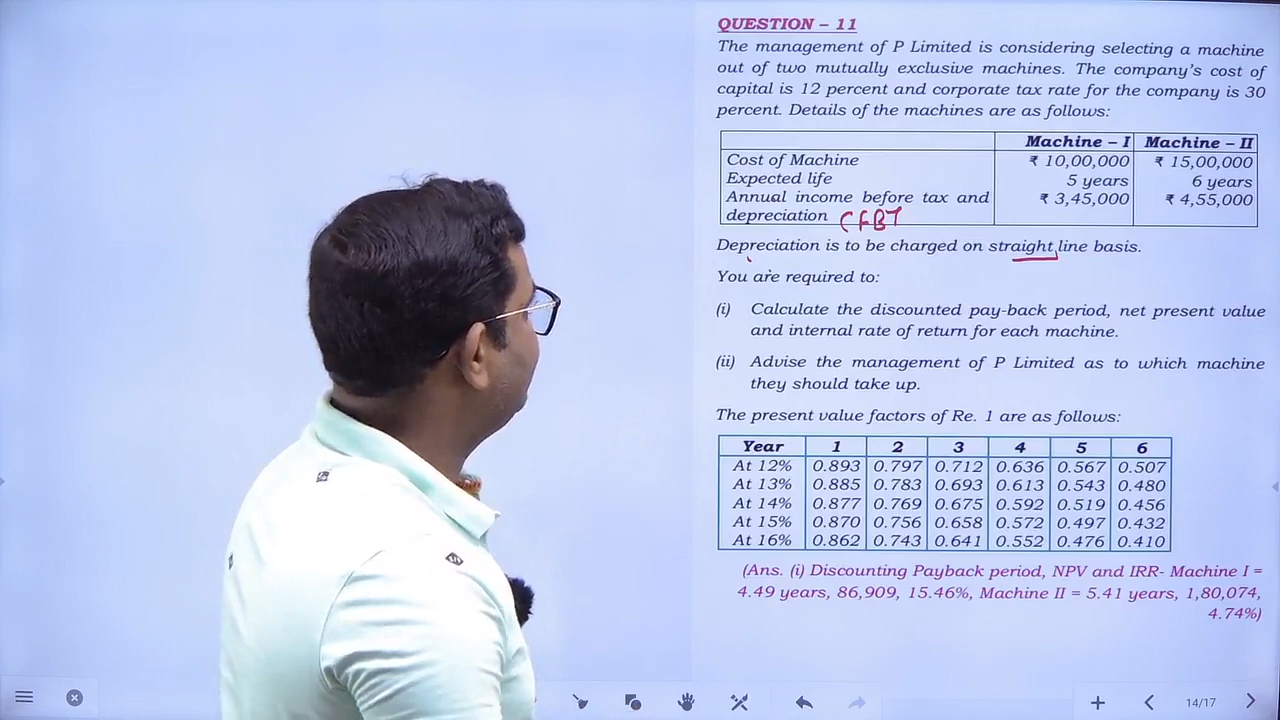 QUESTION – 11
The management of P Limited is considering selecting a machine
out of two mutually exclusive machines. The company's cost of
capital is 12 percent and corporate tax rate for the company is 30
percent. Details of the machines are as follows:
Machine – I Machine – II
Cost of Machine ₹ 10,00,000 ₹ 15,00,000
Expected life 5 years 6 years
Annual income before tax and ₹ 3,45,000 ₹ 4,55,000
depreciation CFBT
Depreciation is to be charged on straight line basis.
You are required to:
(i) Calculate the discounted pay-back period, net present value
and internal rate of return for each machine.
(ii) Advise the management of P Limited as to which machine
they should take up.
The present value factors of Re. 1 are as follows:
Year 1 2 3 4 5 6
At 12% 0.893 0.797 0.712 0.636 0.567 0.507
At 13% 0.885 0.783 0.693 0.613 0.543 0.480
At 14% 0.877 0.769 0.675 0.592 0.519 0.456
At 15% 0.870 0.756 0.658 0.572 0.497 0.432
At 16% 0.862 0.743 0.641 0.552 0.476 0.410
(Ans. (i) Discounting Payback period, NPV and IRR- Machine I =
4.49 years, 86,909, 15.46%, Machine II = 5.41 years, 1,80,074,
4.74%)
14/17